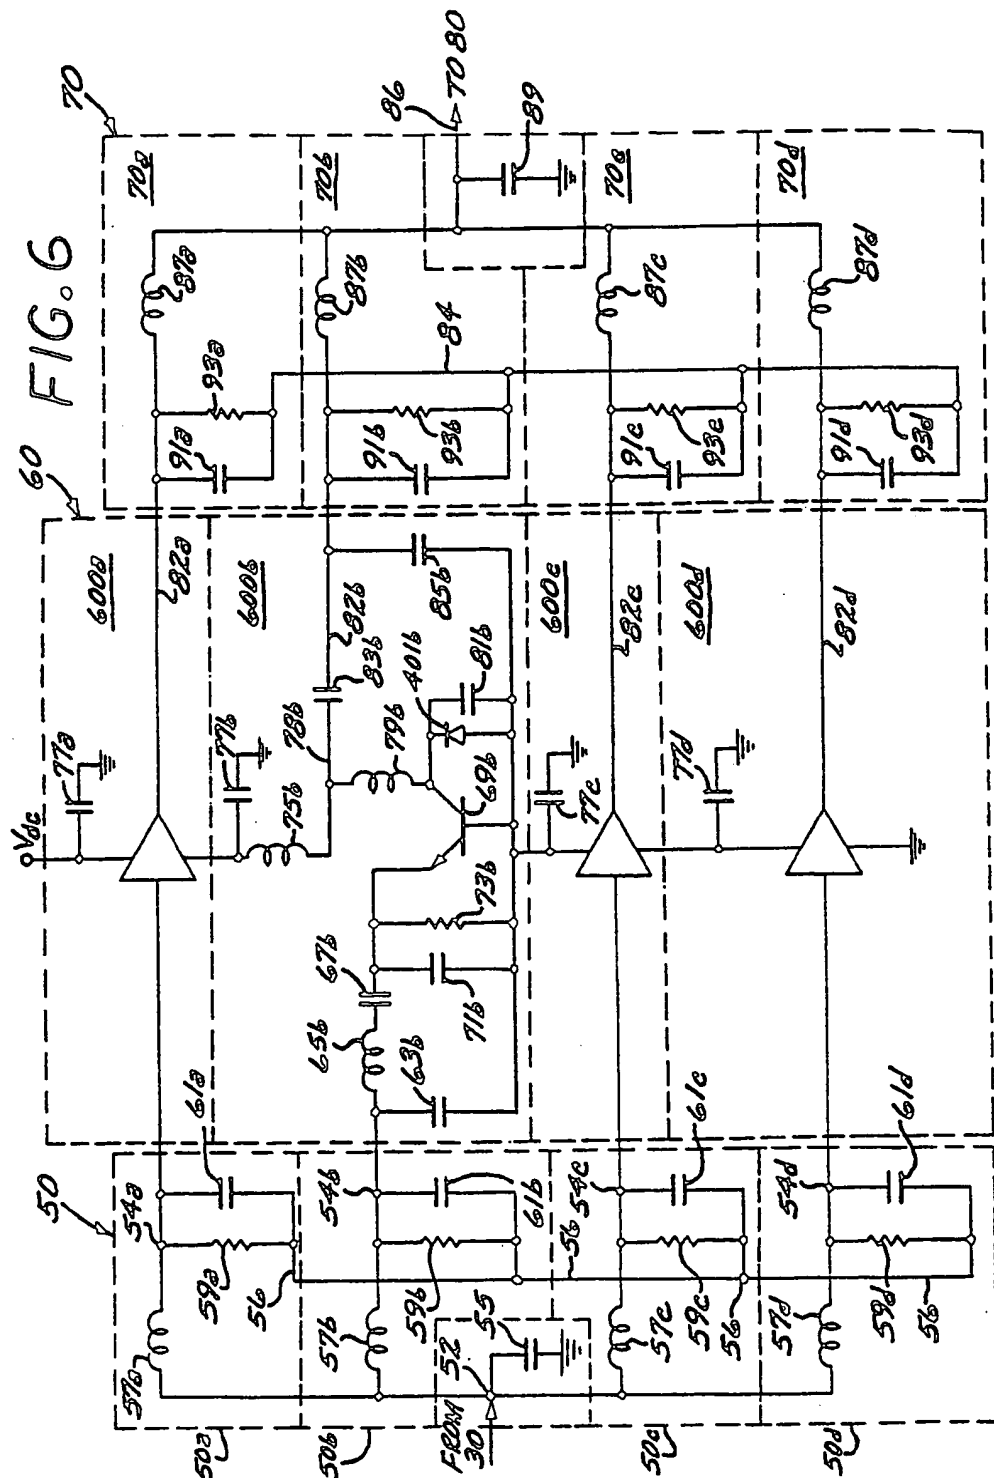 FIG. 6
50
60
70
50a
57a
59a
56
54a
61a
Vdc
77a
600a
82a
91a
93a
87a
70a
50b
57b
59b
54b
61b
63b
65b
67b
71b
73b
69b
75b
77b
78b
79b
401b
81b
83b
82b
85b
600b
91b
93b
84
87b
70b
FROM
30
52
55
86
TO 80
89
50c
57c
59c
56
56
54c
61c
77c
600c
82c
91c
93c
87c
70c
50d
57d
59d
56
54d
61d
77d
600d
82d
91d
93d
87d
70d